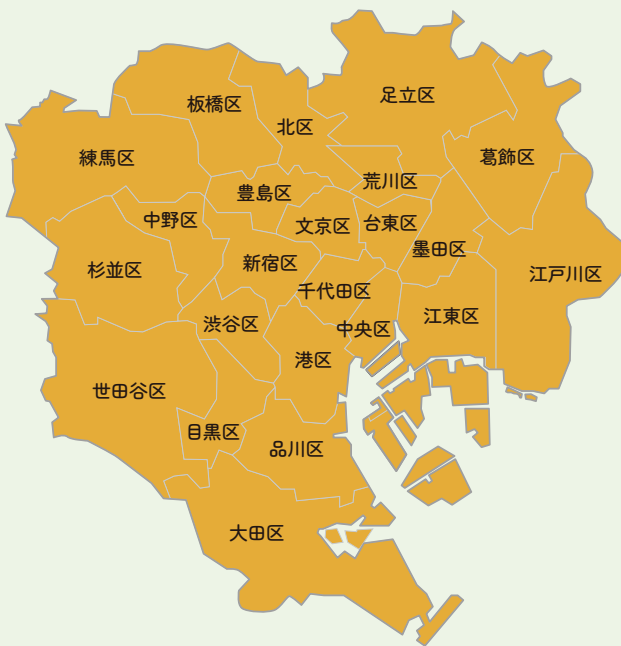 足立区
板橋区
北区
練馬区
葛飾区
荒川区
豊島区
中野区
文京区
台東区
墨田区
杉並区
新宿区
江戸川区
千代田区
渋谷区
中央区
江東区
港区
世田谷区
目黒区
品川区
大田区